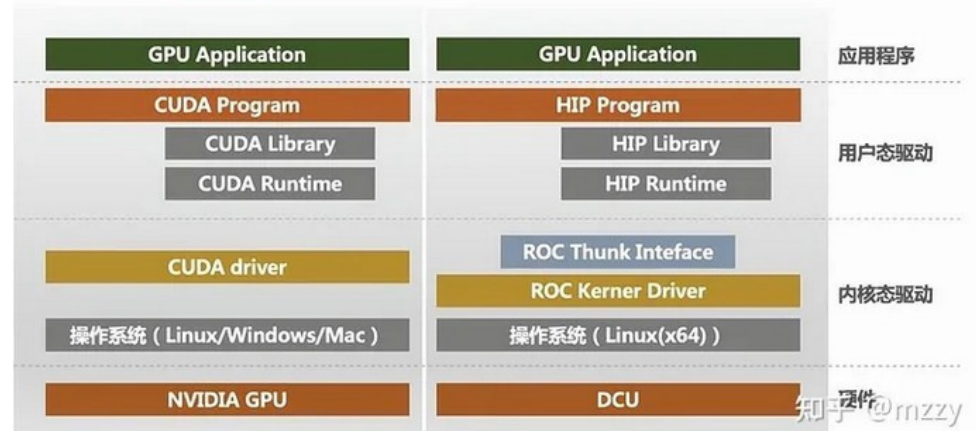 GPU Application
CUDA Program
CUDA Library
CUDA Runtime
CUDA driver
操作系统（Linux/Windows/Mac）
NVIDIA GPU
GPU Application
HIP Program
HIP Library
HIP Runtime
ROC Thunk Inteface
ROC Kerner Driver
操作系统（Linux(x64)）
DCU
应用程序
用户态驱动
内核态驱动
硬件
知乎 @mzzy